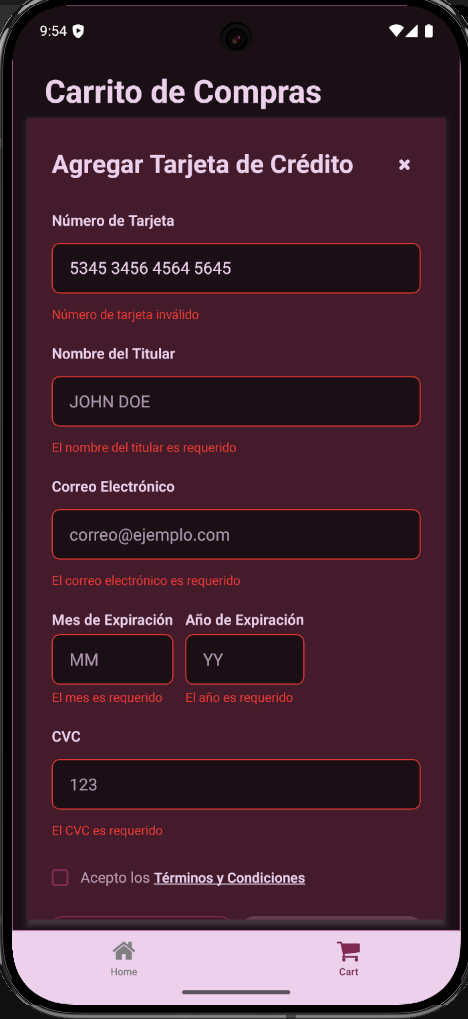 9:54
Carrito de Compras
Agregar Tarjeta de Crédito
Número de Tarjeta
5345 3456 4564 5645
Número de tarjeta inválido
Nombre del Titular
JOHN DOE
El nombre del titular es requerido
Correo Electrónico
correo@ejemplo.com
El correo electrónico es requerido
Mes de Expiración Año de Expiración
MM YY
El mes es requerido El año es requerido
CVC
123
El CVC es requerido
Acepto los Términos y Condiciones
Home Cart